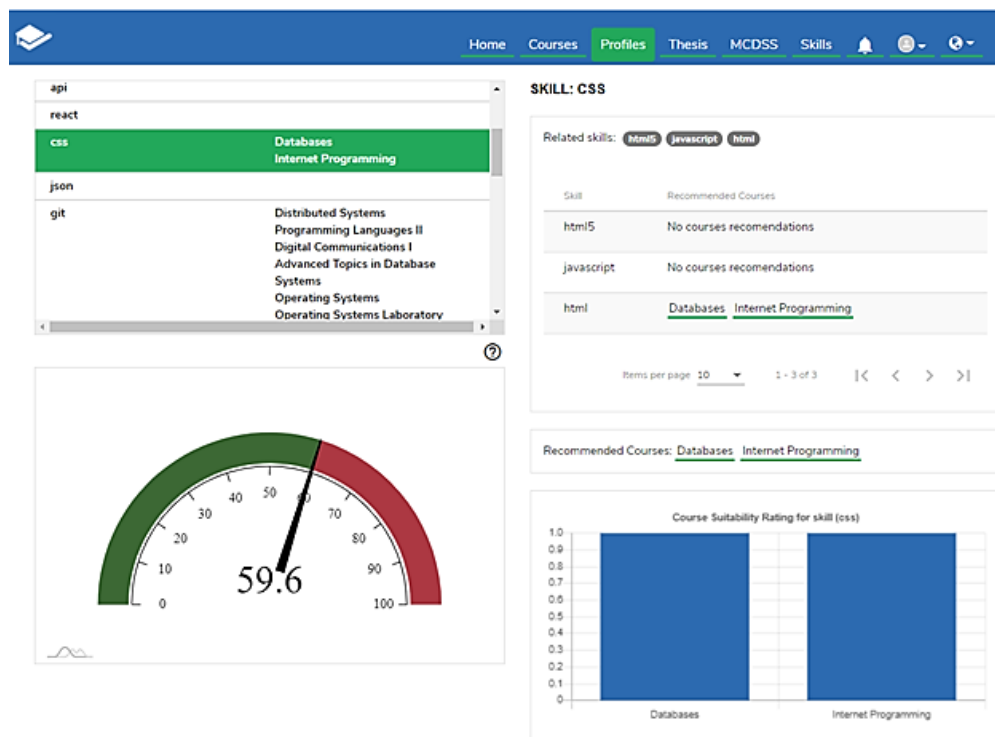 Home Courses Profiles Thesis MCDSS Skills
api
react
css Databases
Internet Programming
json
git Distributed Systems
Programming Languages II
Digital Communications I
Advanced Topics in Database
Systems
Operating Systems
Operating Systems Laboratory
0 10 20 30 40 50 60 70 80 90 100
59.6
SKILL: CSS
Related skills: html5 javascript html
Skill Recommended Courses
html5 No courses recomendations
javascript No courses recomendations
html Databases Internet Programming
Items per page 10 1 - 3 of 3
Recommended Courses: Databases Internet Programming
Course Suitability Rating for skill (css)
1.0
0.9
0.8
0.7
0.6
0.5
0.4
0.3
0.2
0.1
0
Databases Internet Programming